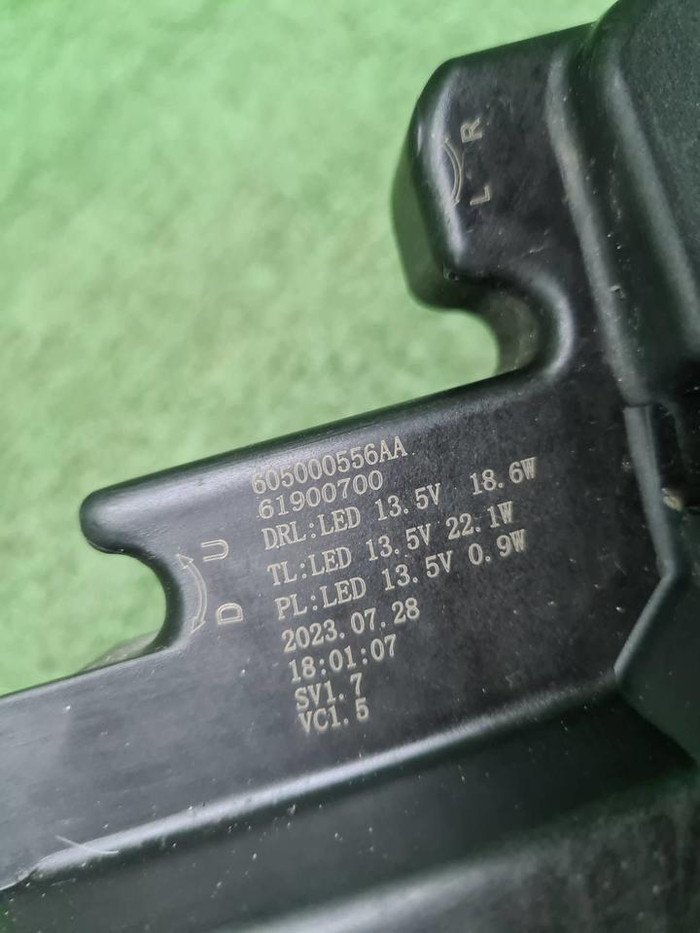 R
L
605000556AA
61900700
DRL:LED 13.5V 18.6W
TL:LED 13.5V 22.1W
PL:LED 13.5V 0.9W
2023.07.28
18:01:07
SV1.7
VC1.5
U
D